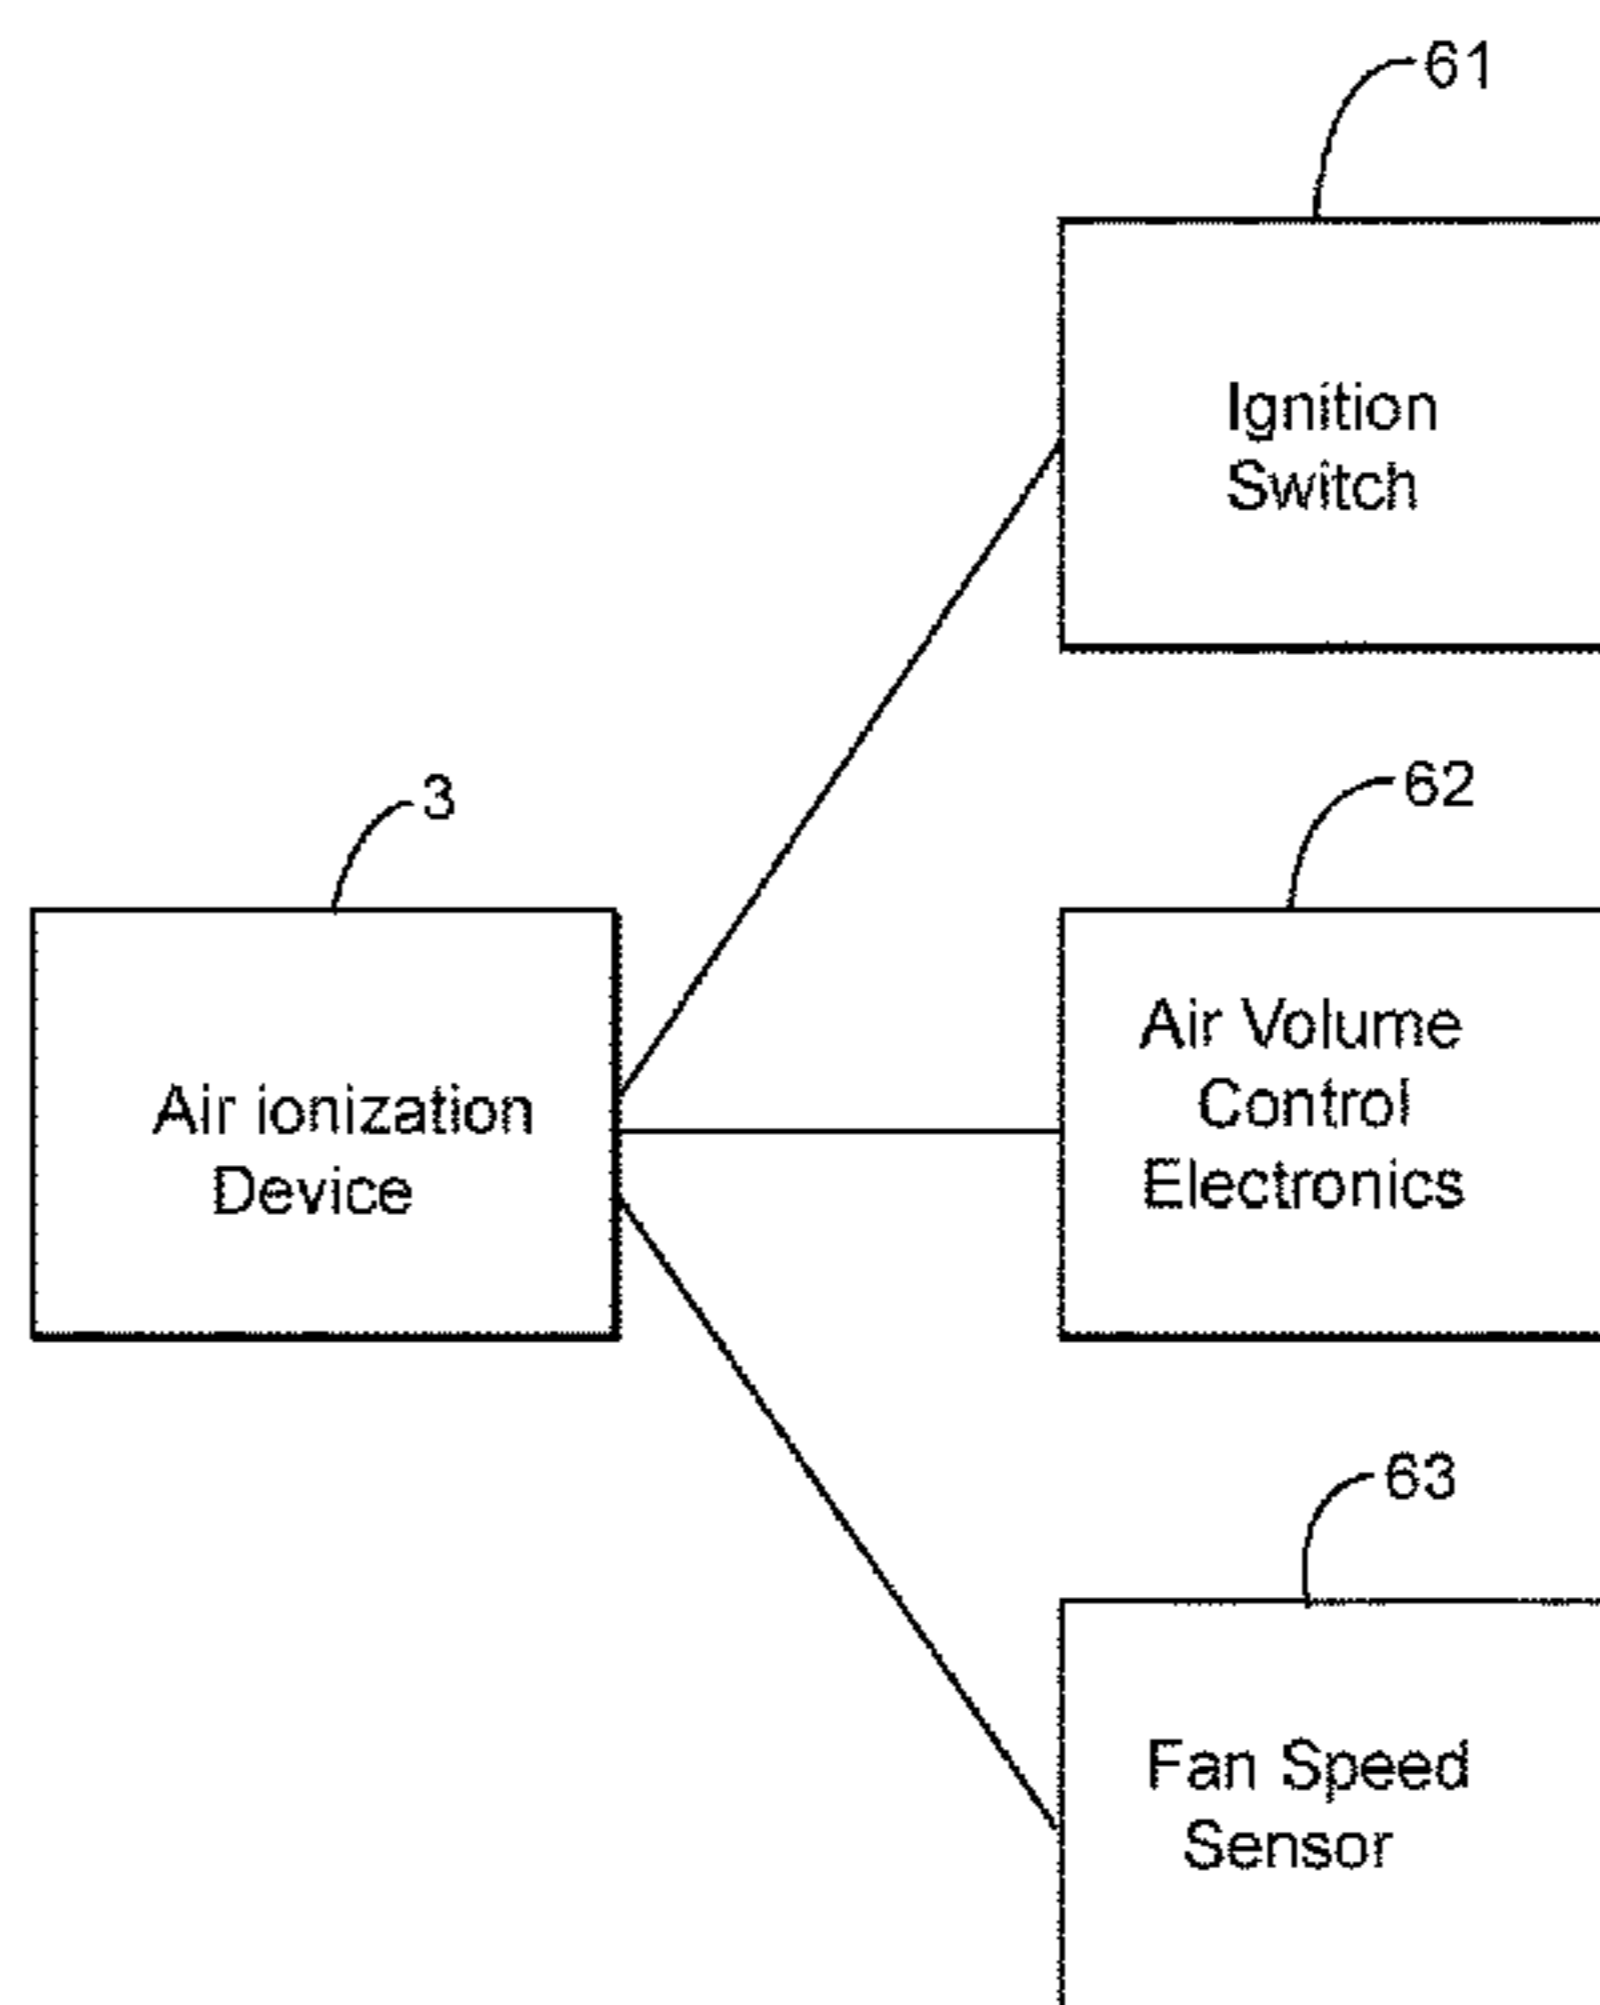 61
Ignition
Switch
3
Air ionization
Device
62
Air Volume
Control
Electronics
63
Fan Speed
Sensor